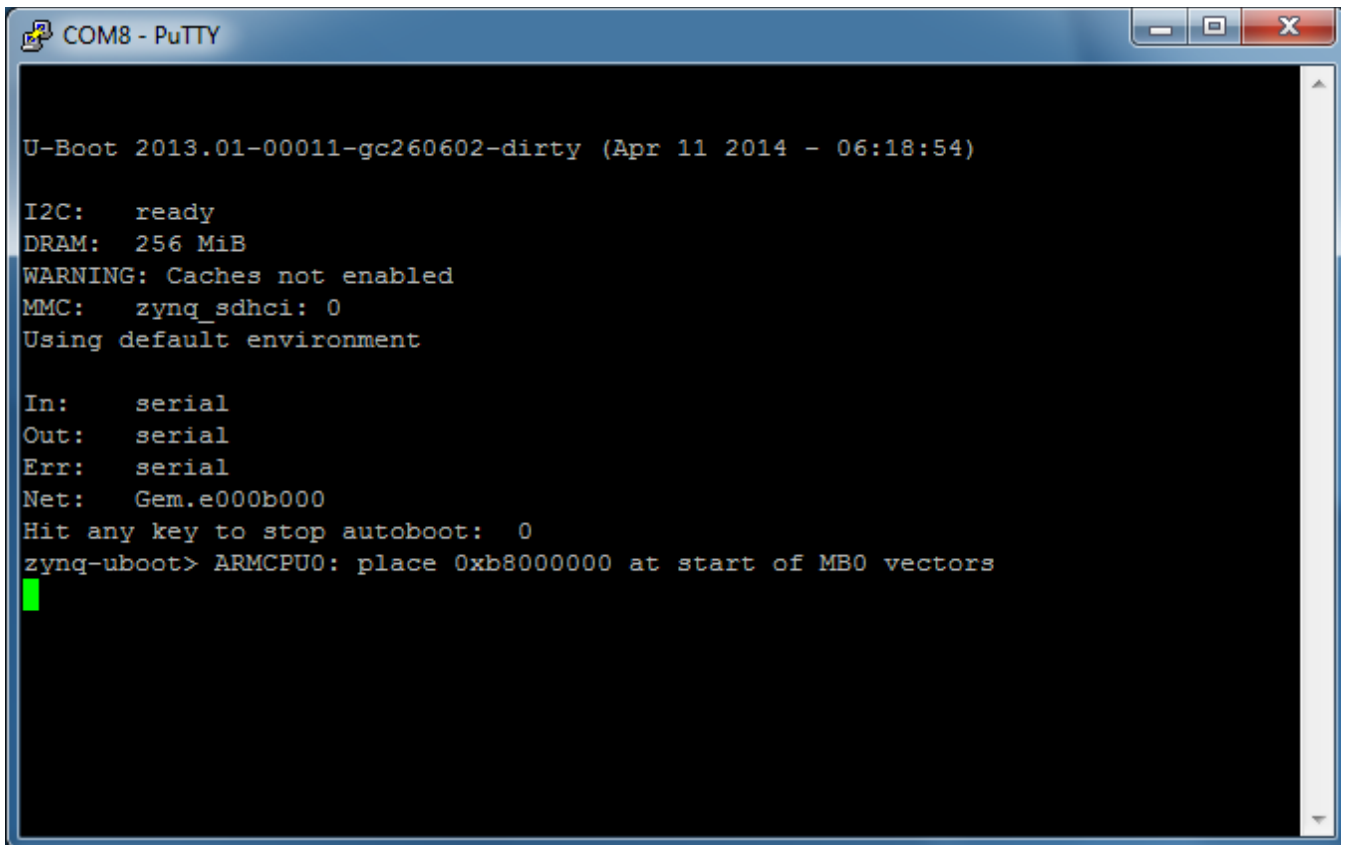 COM8 - PuTTY
U-Boot 2013.01-00011-gc260602-dirty (Apr 11 2014 - 06:18:54)
I2C:   ready
DRAM:  256 MiB
WARNING: Caches not enabled
MMC:   zynq_sdhci: 0
Using default environment
In:    serial
Out:   serial
Err:   serial
Net:   Gem.e000b000
Hit any key to stop autoboot:  0
zynq-uboot> ARMCPU0: place 0xb8000000 at start of MB0 vectors